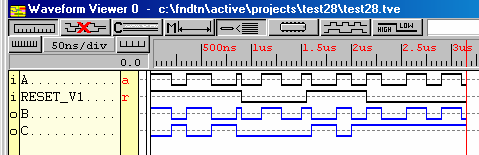 Waveform Viewer 0 - c:\fndtn\active\projects\test28\test28.tve
HIGH LOW
50ns/div 500ns 1us 1.5us 2us 2.5us 3us
0.0
i A..... a
i RESET_V1.... r
o B.....
o C.....